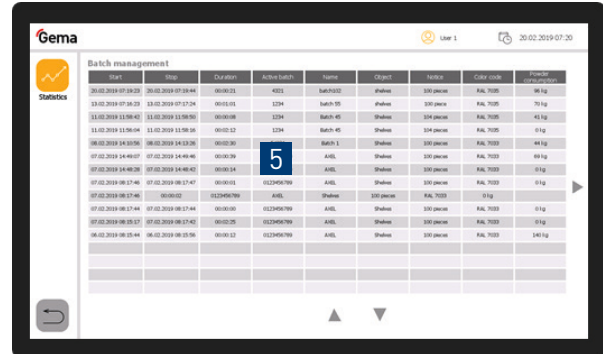 Gema
User 1
20.02.2019 07:20
Statistics
Batch management
Start Stop Duration Active batch Name Object Notice Color code Powder consumption
20.02.2019 07:19:23 20.02.2019 07:19:44 00:00:21 4321 batch102 shelves 100 pieces RAL 7035 96 kg
13.02.2019 07:16:23 13.02.2019 07:17:24 00:01:01 1234 batch 55 shelves 100 piece RAL 7035 70 kg
11.02.2019 11:58:42 11.02.2019 11:58:50 00:00:08 1234 Batch 45 shelves 104 pieces RAL 7035 41 kg
11.02.2019 11:56:04 11.02.2019 11:58:16 00:02:12 1234 Batch 45 shelves 104 pieces RAL 7035 0 kg
08.02.2019 14:10:56 08.02.2019 14:13:26 00:02:30 Batch 1 shelves 100 pieces RAL 7033 44 kg
07.02.2019 14:49:07 07.02.2019 14:49:46 00:00:39 5 AXEL Shelves 100 pieces RAL 7033 69 kg
07.02.2019 14:48:28 07.02.2019 14:48:42 00:00:14 AXEL Shelves 100 pieces RAL 7033 0 kg
07.02.2019 08:17:46 07.02.2019 08:17:47 00:00:01 0123456789 AXEL Shelves 100 pieces RAL 7033 0 kg
07.02.2019 08:17:46 00:00:02 0123456789 AXEL Shelves 100 pieces RAL 7033 0 kg
07.02.2019 08:17:44 07.02.2019 08:17:44 00:00:00 0123456789 AXEL Shelves 100 pieces RAL 7033 0 kg
07.02.2019 08:15:17 07.02.2019 08:17:42 00:02:25 0123456789 AXEL Shelves 100 pieces RAL 7033 0 kg
06.02.2019 08:15:44 06.02.2019 08:15:56 00:00:12 0123456789 AXEL Shelves 100 pieces RAL 7033 140 kg